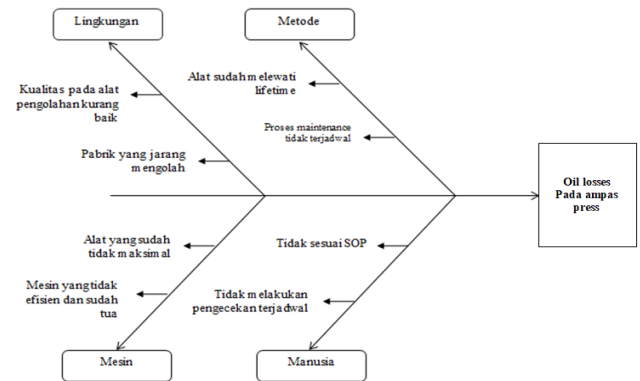 Lingkungan
Metode
Kualitas pada alat
pengolahan kurang
baik
Pabrik yang jarang
mengolah
Alat sudah melewati
lifetime
Proses maintenance
tidak terjadwal
Oil losses
Pada ampas
press
Alat yang sudah
tidak maksimal
Mesin yang tidak
efisien dan sudah
tua
Tidak sesuai SOP
Tidak melakukan
pengecekan terjadwal
Mesin
Manusia